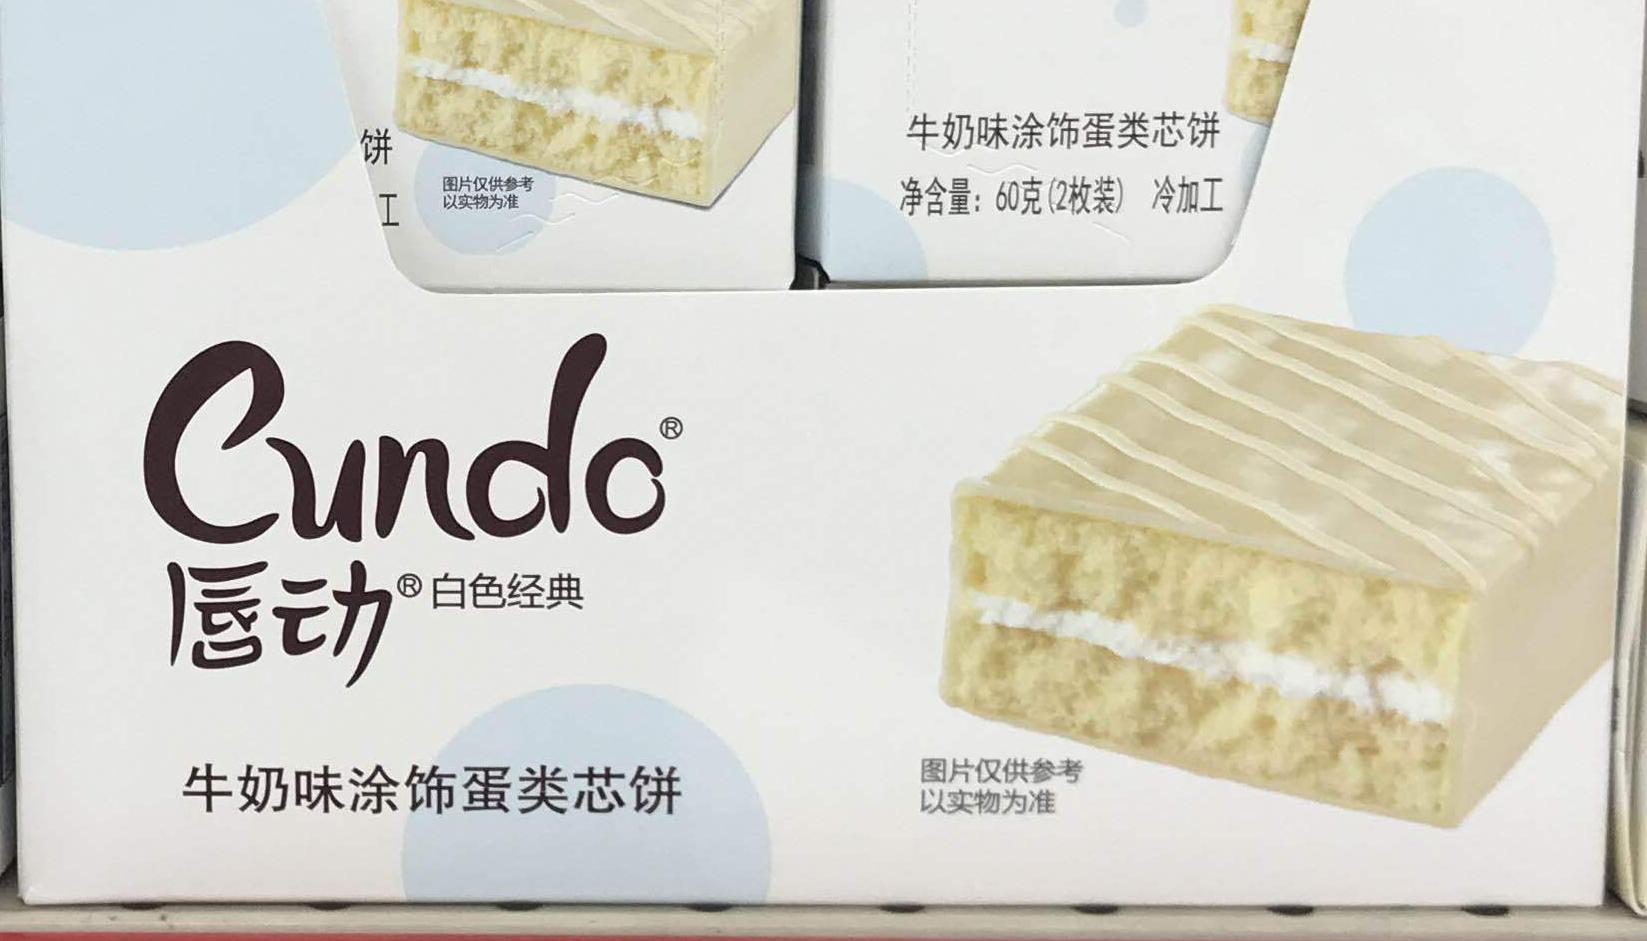 饼
工
图片仅供参考
以实物为准
牛奶味涂饰蛋类芯饼
净含量：60克(2枚装) 冷加工
Cundo®
唇动®白色经典
牛奶味涂饰蛋类芯饼
图片仅供参考
以实物为准